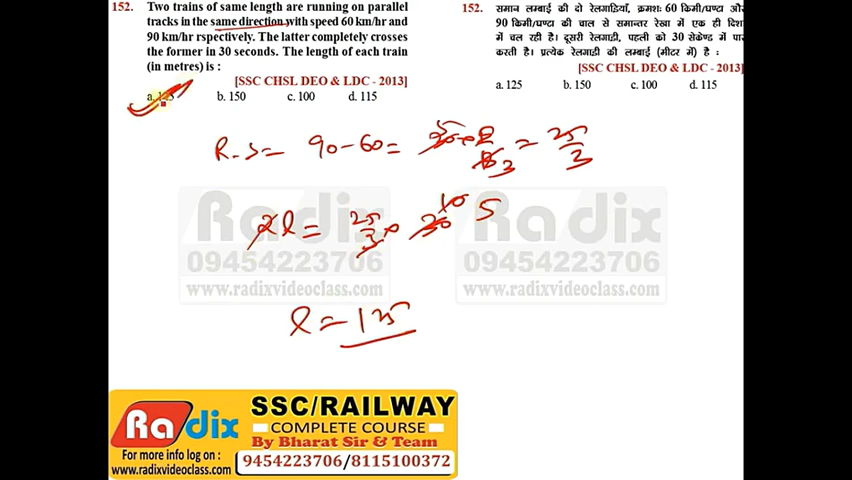 152. Two trains of same length are running on parallel
tracks in the same direction with speed 60 km/hr and
90 km/hr rspectively. The latter completely crosses
the former in 30 seconds. The length of each train
(in metres) is :
[SSC CHSL DEO & LDC - 2013]
a. 125 b. 150 c. 100 d. 115
152. समान लम्बाई की दो रेलगाड़ियाँ, क्रमशः 60 किमी/घण्टा और
90 किमी/घण्टा की चाल से समान्तर रेखा में एक ही दिशा
में चल रही है। दूसरी रेलगाड़ी, पहली को 30 सेकेण्ड में पार
करती है। प्रत्येक रेलगाडी की लम्बाई (मीटर में) है :
[SSC CHSL DEO & LDC - 2013]
a. 125 b. 150 c. 100 d. 115
R.S = 90-60 = = 25/3
2l = 25/3 × 30 10 5
l = 125
Radix Radix
09454223706 09454223706
www.radixvideoclass.com www.radixvideoclass.com
Radix
For more info log on :
www.radixvideoclass.com
SSC/RAILWAY
COMPLETE COURSE
By Bharat Sir & Team
9454223706/8115100372